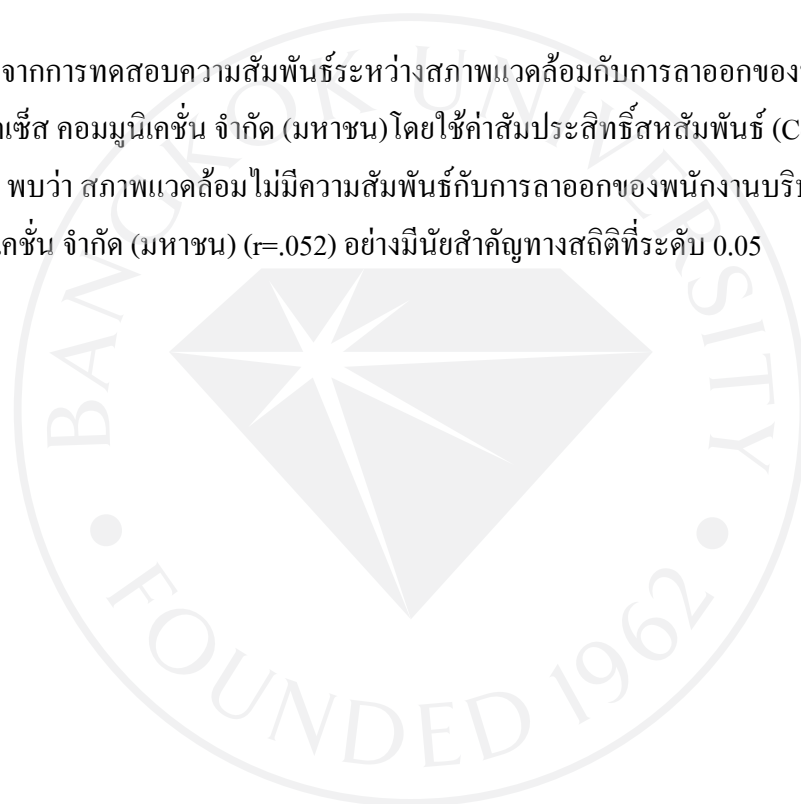 จากการทดสอบความสัมพันธ์ระหว่างสภาพแวดล้อมกับการลาออกของ
คอมมูนิเคชั่น จำกัด (มหาชน)โดยใช้ค่าสัมประสิทธิ์สหสัมพันธ์ (C
พบว่า สภาพแวดล้อมไม่มีความสัมพันธ์กับการลาออกของพนักงานบริษ
เคชั่น จำกัด (มหาชน) (r=.052) อย่างมีนัยสำคัญทางสถิติที่ระดับ 0.05
BANGKOK UNIVERSITY
FOUNDED 1962